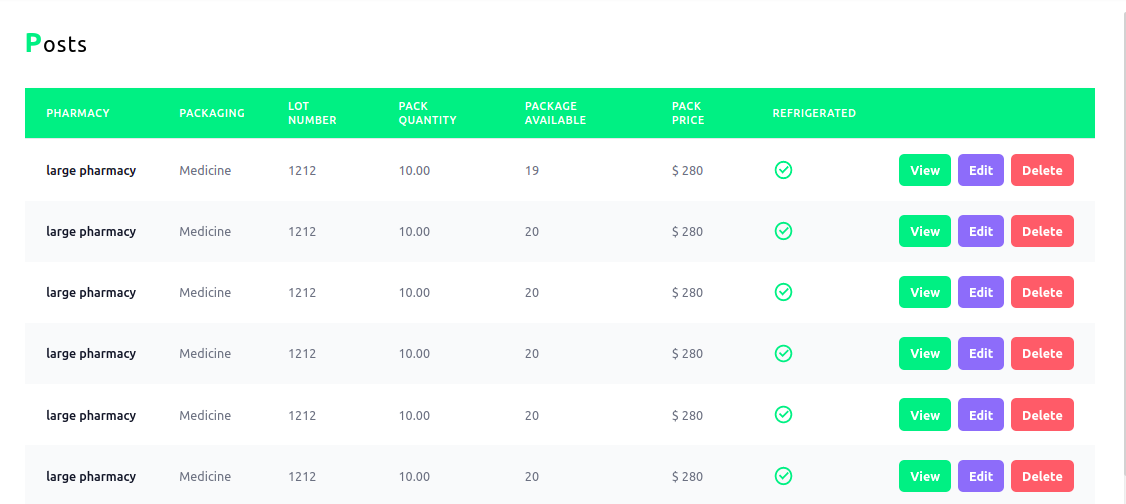 Posts
PHARMACY PACKAGING LOT NUMBER PACK QUANTITY PACKAGE AVAILABLE PACK PRICE REFRIGERATED
large pharmacy Medicine 1212 10.00 19 $ 280 View Edit Delete
large pharmacy Medicine 1212 10.00 20 $ 280 View Edit Delete
large pharmacy Medicine 1212 10.00 20 $ 280 View Edit Delete
large pharmacy Medicine 1212 10.00 20 $ 280 View Edit Delete
large pharmacy Medicine 1212 10.00 20 $ 280 View Edit Delete
large pharmacy Medicine 1212 10.00 20 $ 280 View Edit Delete